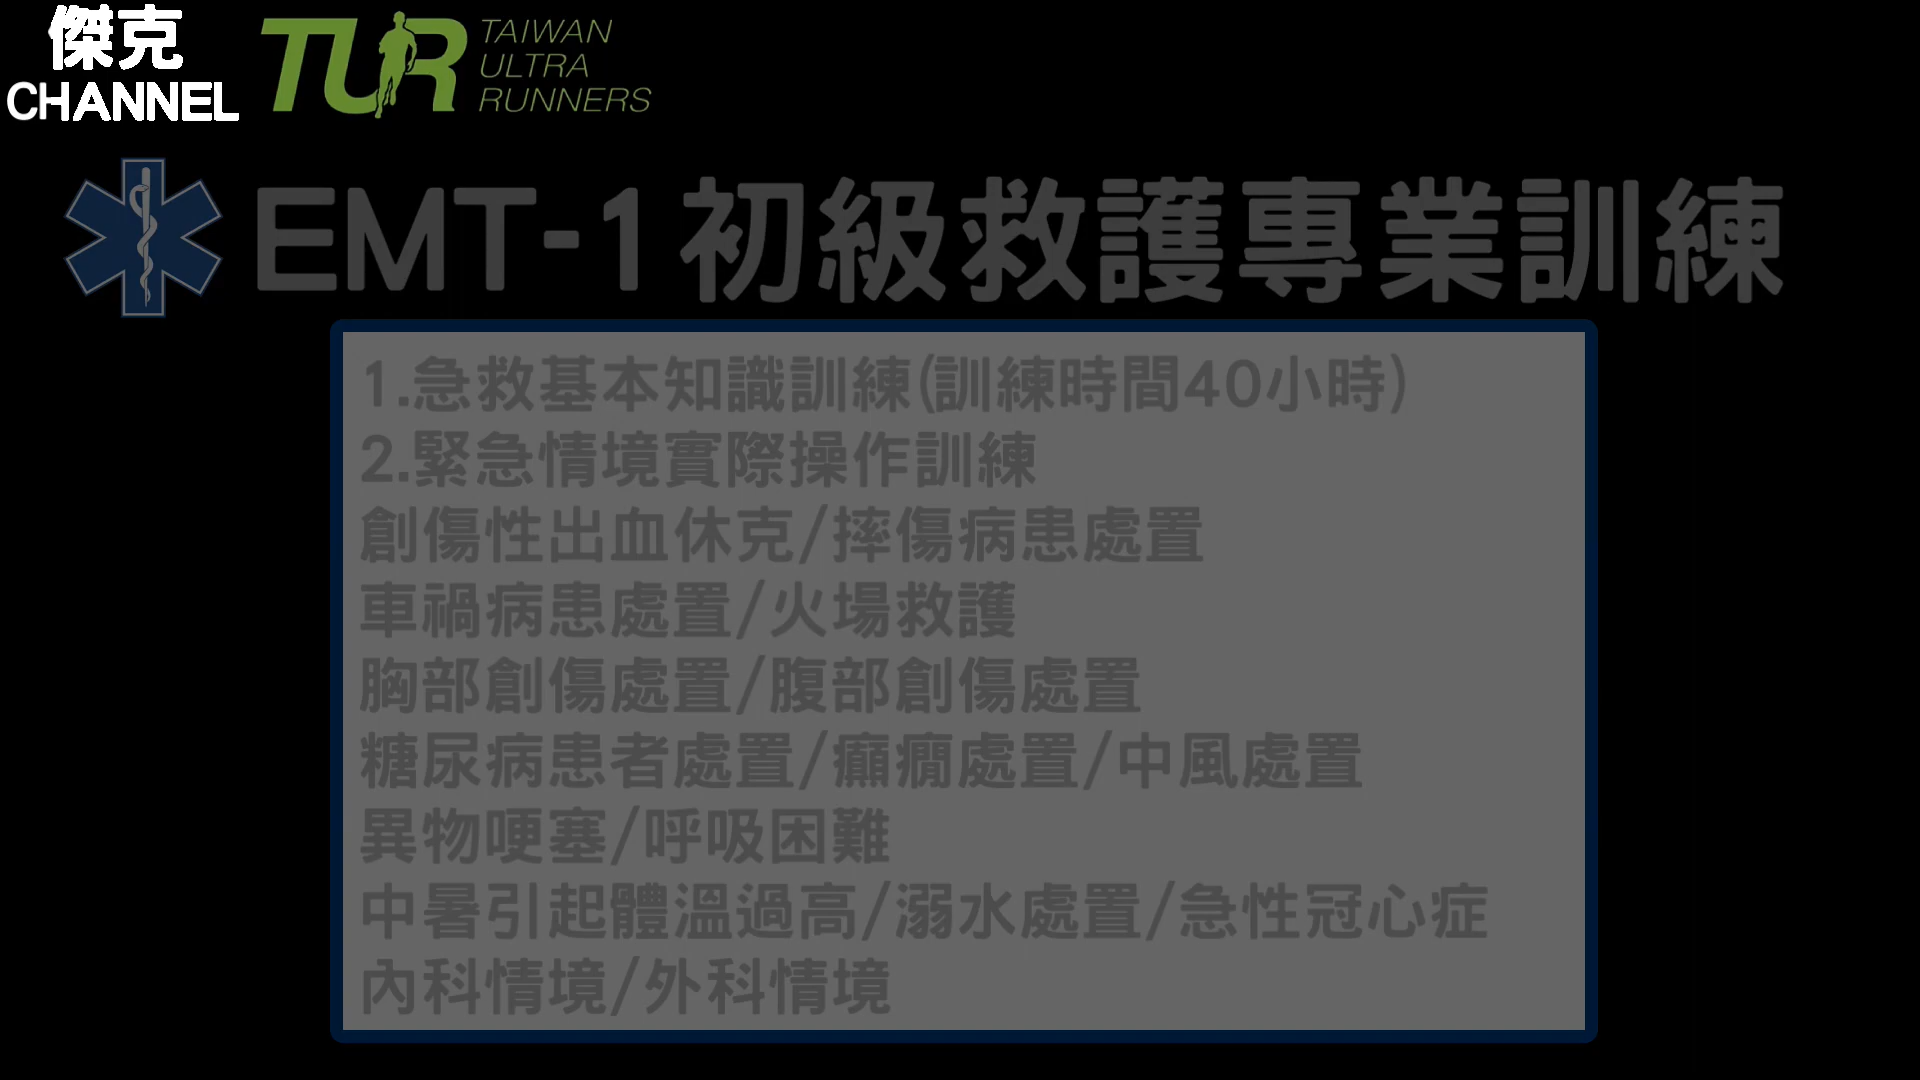 傑克
CHANNEL
TUR
TAIWAN
ULTRA
RUNNERS
EMT-1初級救護專業訓練
1.急救基本知識訓練(訓練時間40小時)
2.緊急情境實際操作訓練
創傷性出血休克/摔傷病患處置
車禍病患處置/火場救護
胸部創傷處置/腹部創傷處置
糖尿病患者處置/癲癇處置/中風處置
異物哽塞/呼吸困難
中暑引起體溫過高/溺水處置/急性冠心症
內科情境/外科情境